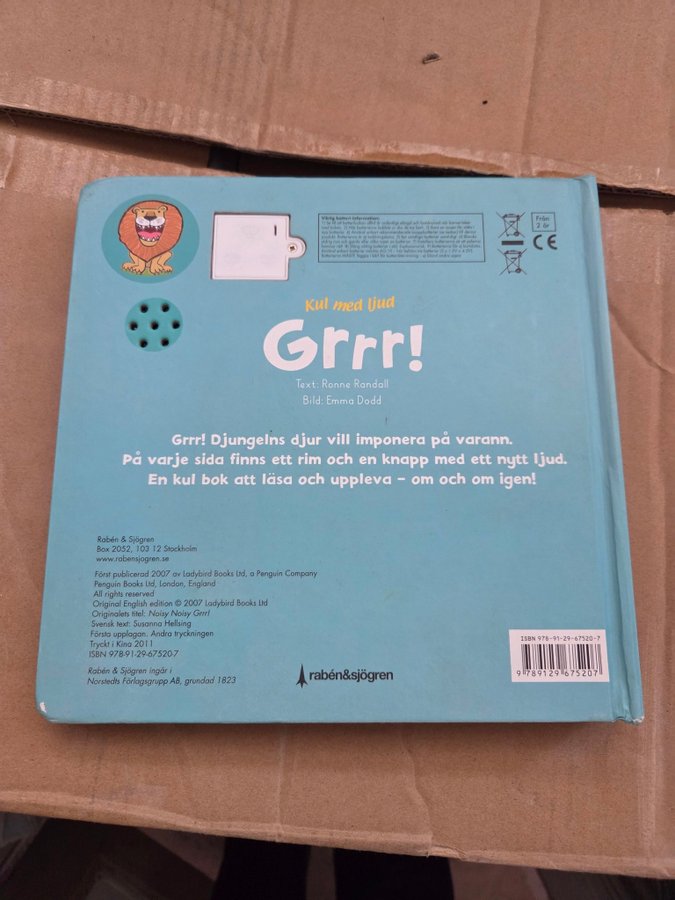 Viktig batteri information:
Från
2 år
CE
Kul med ljud
Grrr!
Text: Ronne Randall
Bild: Emma Dodd
Grrr! Djungelns djur vill imponera på varann.
På varje sida finns ett rim och en knapp med ett nytt ljud.
En kul bok att läsa och uppleva – om och om igen!
Rabén & Sjögren
Box 2052, 103 12 Stockholm
www.rabensjogren.se
Först publicerad 2007 av Ladybird Books Ltd, a Penguin Company
Penguin Books Ltd, London, England
All rights reserved
Original English edition © 2007 Ladybird Books Ltd
Originalets titel: Noisy Noisy Grrr!
Svensk text: Susanna Hellsing
Första upplagan. Andra tryckningen
Tryckt i Kina 2011
ISBN 978-91-29-67520-7
Rabén & Sjögren ingår i
Norstedts Förlagsgrupp AB, grundad 1823
rabén&sjögren
ISBN 978-91-29-67520-7
9 789129 675207